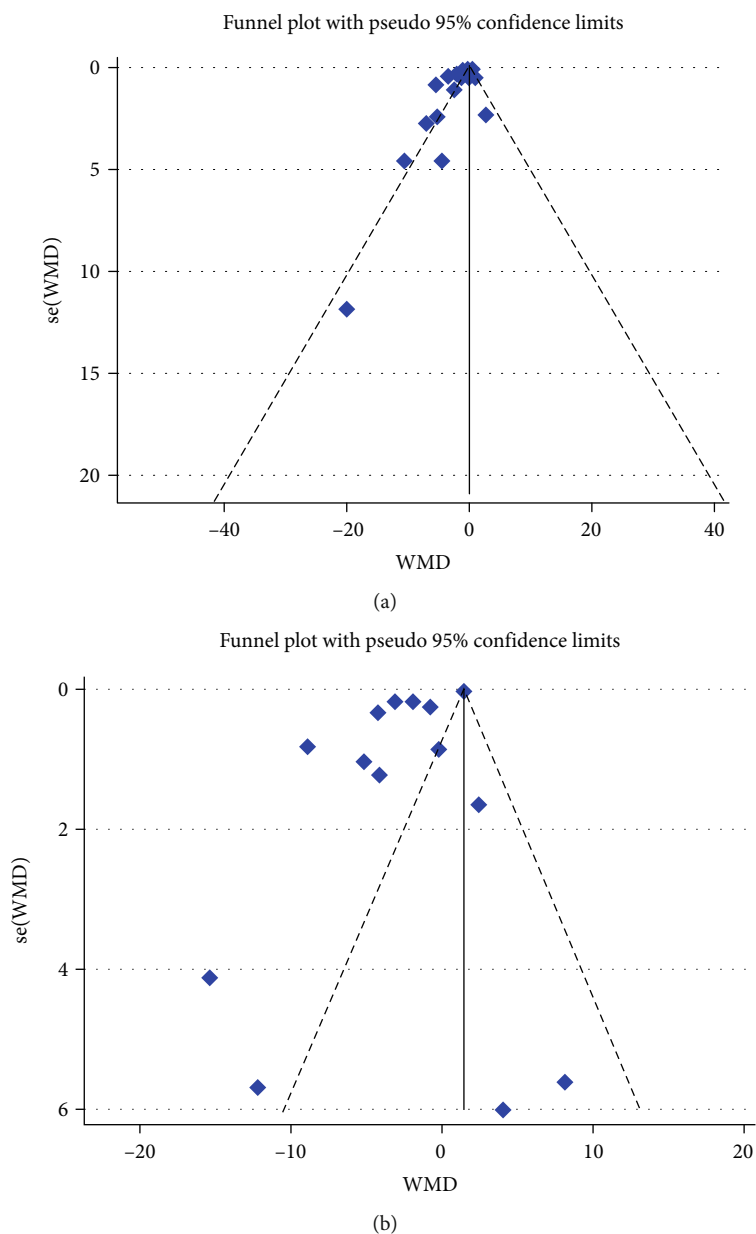 Funnel plot with pseudo 95% confidence limits
0
5
10
15
20
se(WMD)
–40
–20
0
20
40
WMD
(a)
Funnel plot with pseudo 95% confidence limits
0
2
4
6
se(WMD)
–20
–10
0
10
20
WMD
(b)